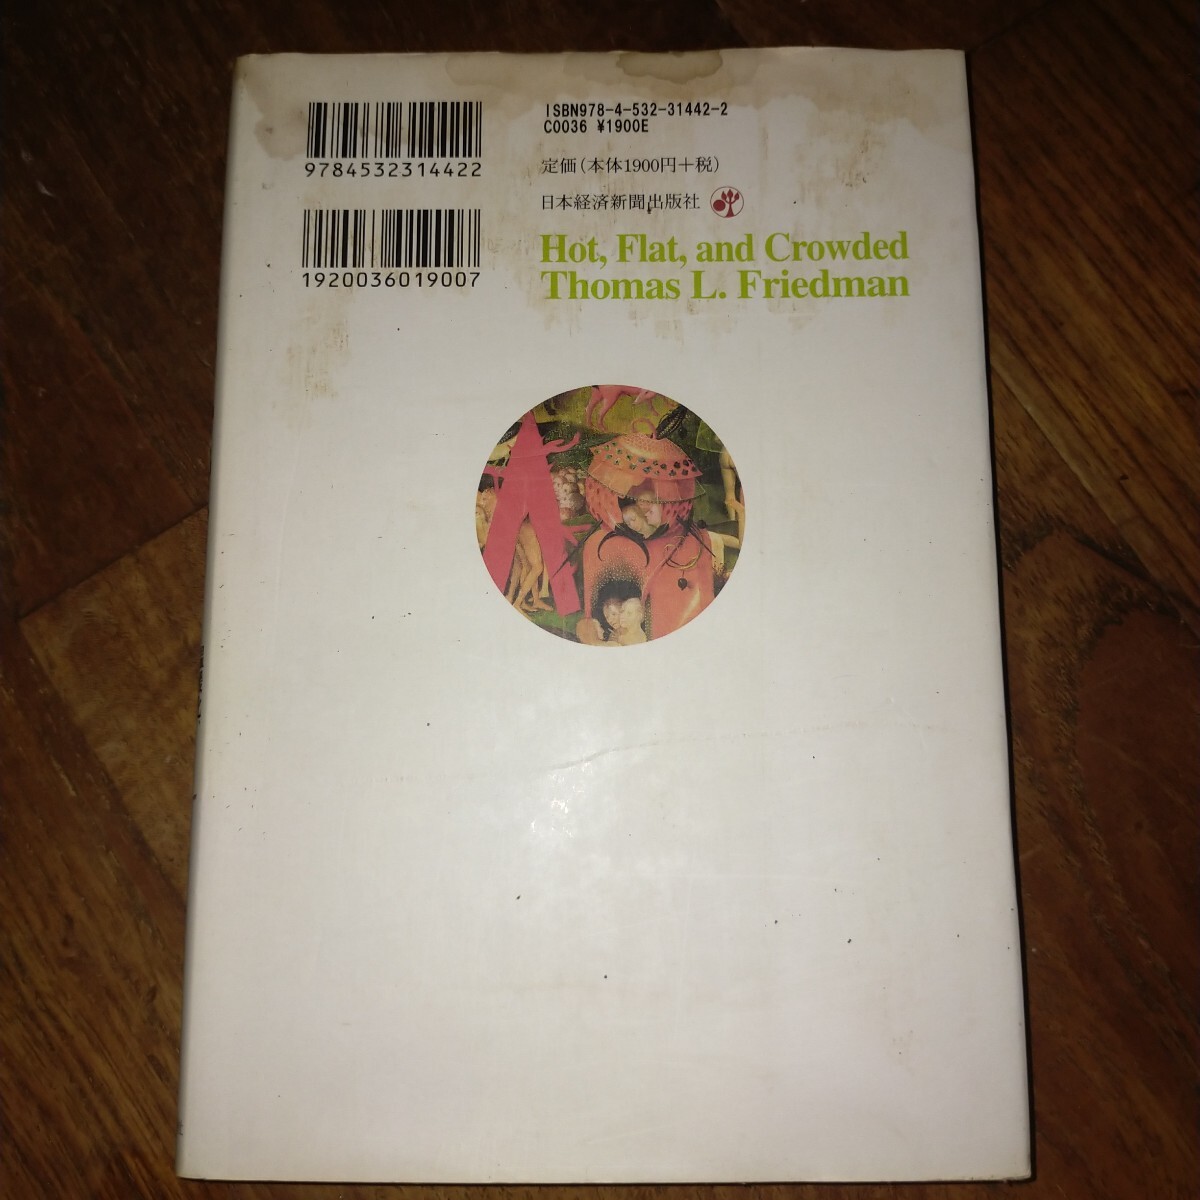 ISBN978-4-532-31442-2
C0036 ¥1900E
9784532314422
定価(本体1900円+税)
日本経済新聞出版社
1920036019007
Hot, Flat, and Crowded
Thomas L. Friedman